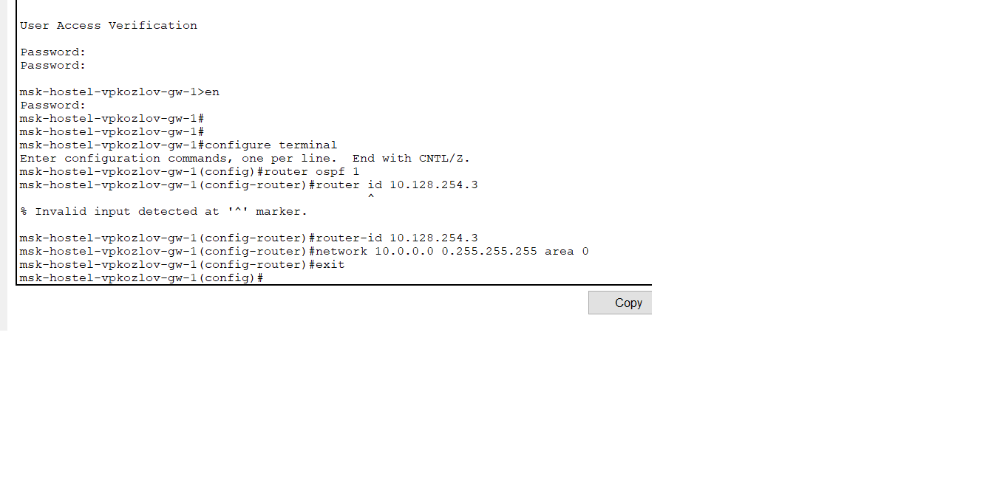 User Access Verification
Password:
Password:
msk-hostel-vpkozlov-gw-1>en
Password:
msk-hostel-vpkozlov-gw-1#
msk-hostel-vpkozlov-gw-1#
msk-hostel-vpkozlov-gw-1#configure terminal
Enter configuration commands, one per line.  End with CNTL/Z.
msk-hostel-vpkozlov-gw-1(config)#router ospf 1
msk-hostel-vpkozlov-gw-1(config-router)#router id 10.128.254.3
^
% Invalid input detected at '^' marker.
msk-hostel-vpkozlov-gw-1(config-router)#router-id 10.128.254.3
msk-hostel-vpkozlov-gw-1(config-router)#network 10.0.0.0 0.255.255.255 area 0
msk-hostel-vpkozlov-gw-1(config-router)#exit
msk-hostel-vpkozlov-gw-1(config)#
Copy